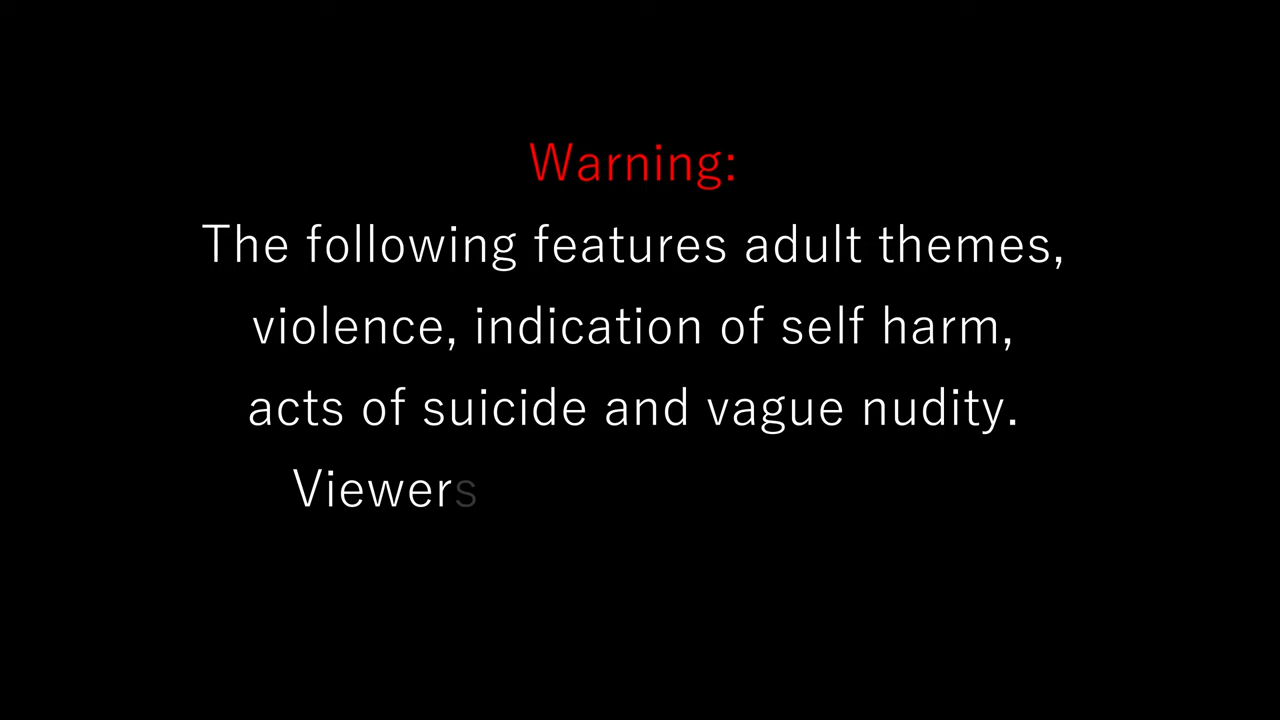 Warning:
The following features adult themes,
violence, indication of self harm,
acts of suicide and vague nudity.
Viewers